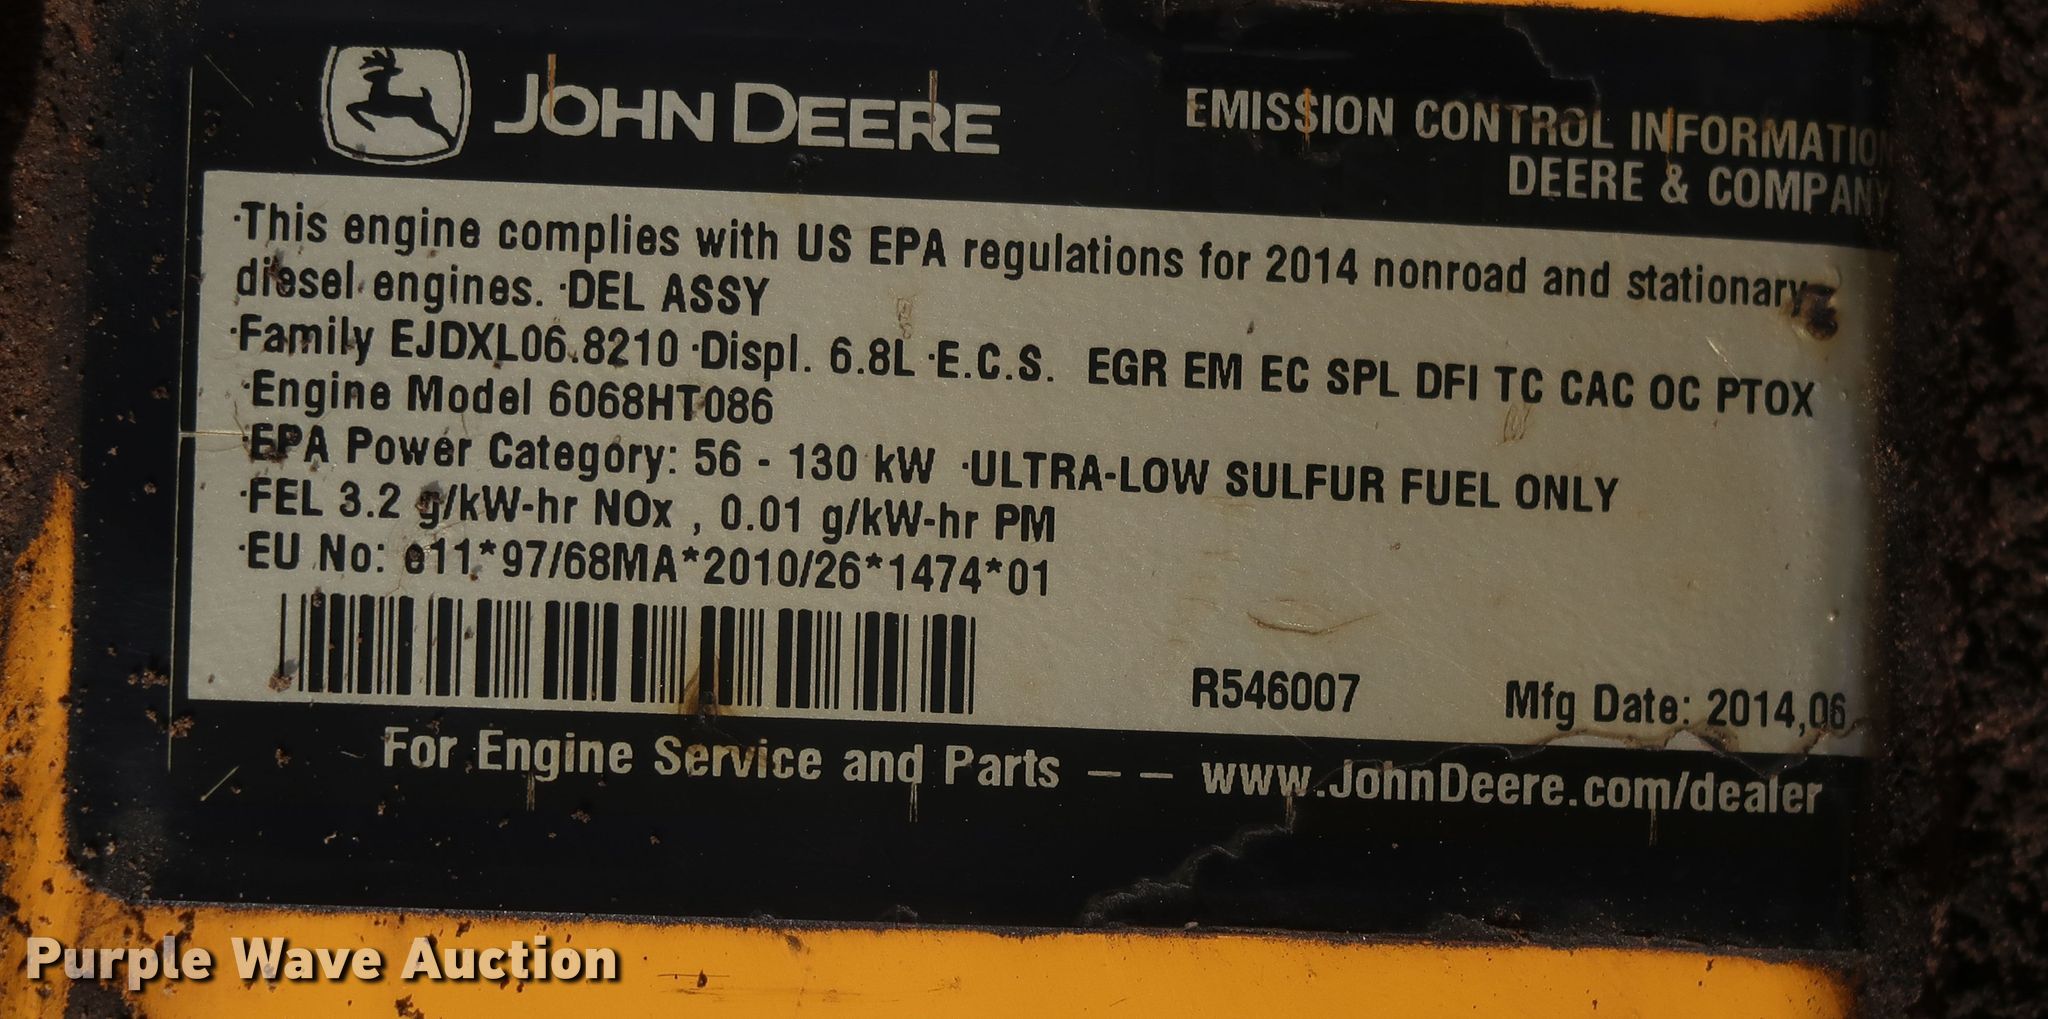 JOHN DEERE
EMISSION CONTROL INFORMATION
DEERE & COMPANY
·This engine complies with US EPA regulations for 2014 nonroad and stationary
diesel engines. ·DEL ASSY
·Family EJDXL06.8210 ·Displ. 6.8L ·E.C.S. EGR EM EC SPL DFI TC CAC OC PTOX
·Engine Model 6068HT086
·EPA Power Category: 56 - 130 kW ·ULTRA-LOW SULFUR FUEL ONLY
·FEL 3.2 g/kW-hr NOx , 0.01 g/kW-hr PM
·EU No: e11*97/68MA*2010/26*1474*01
R546007
Mfg Date: 2014,06
For Engine Service and Parts – – www.JohnDeere.com/dealer
Purple Wave Auction